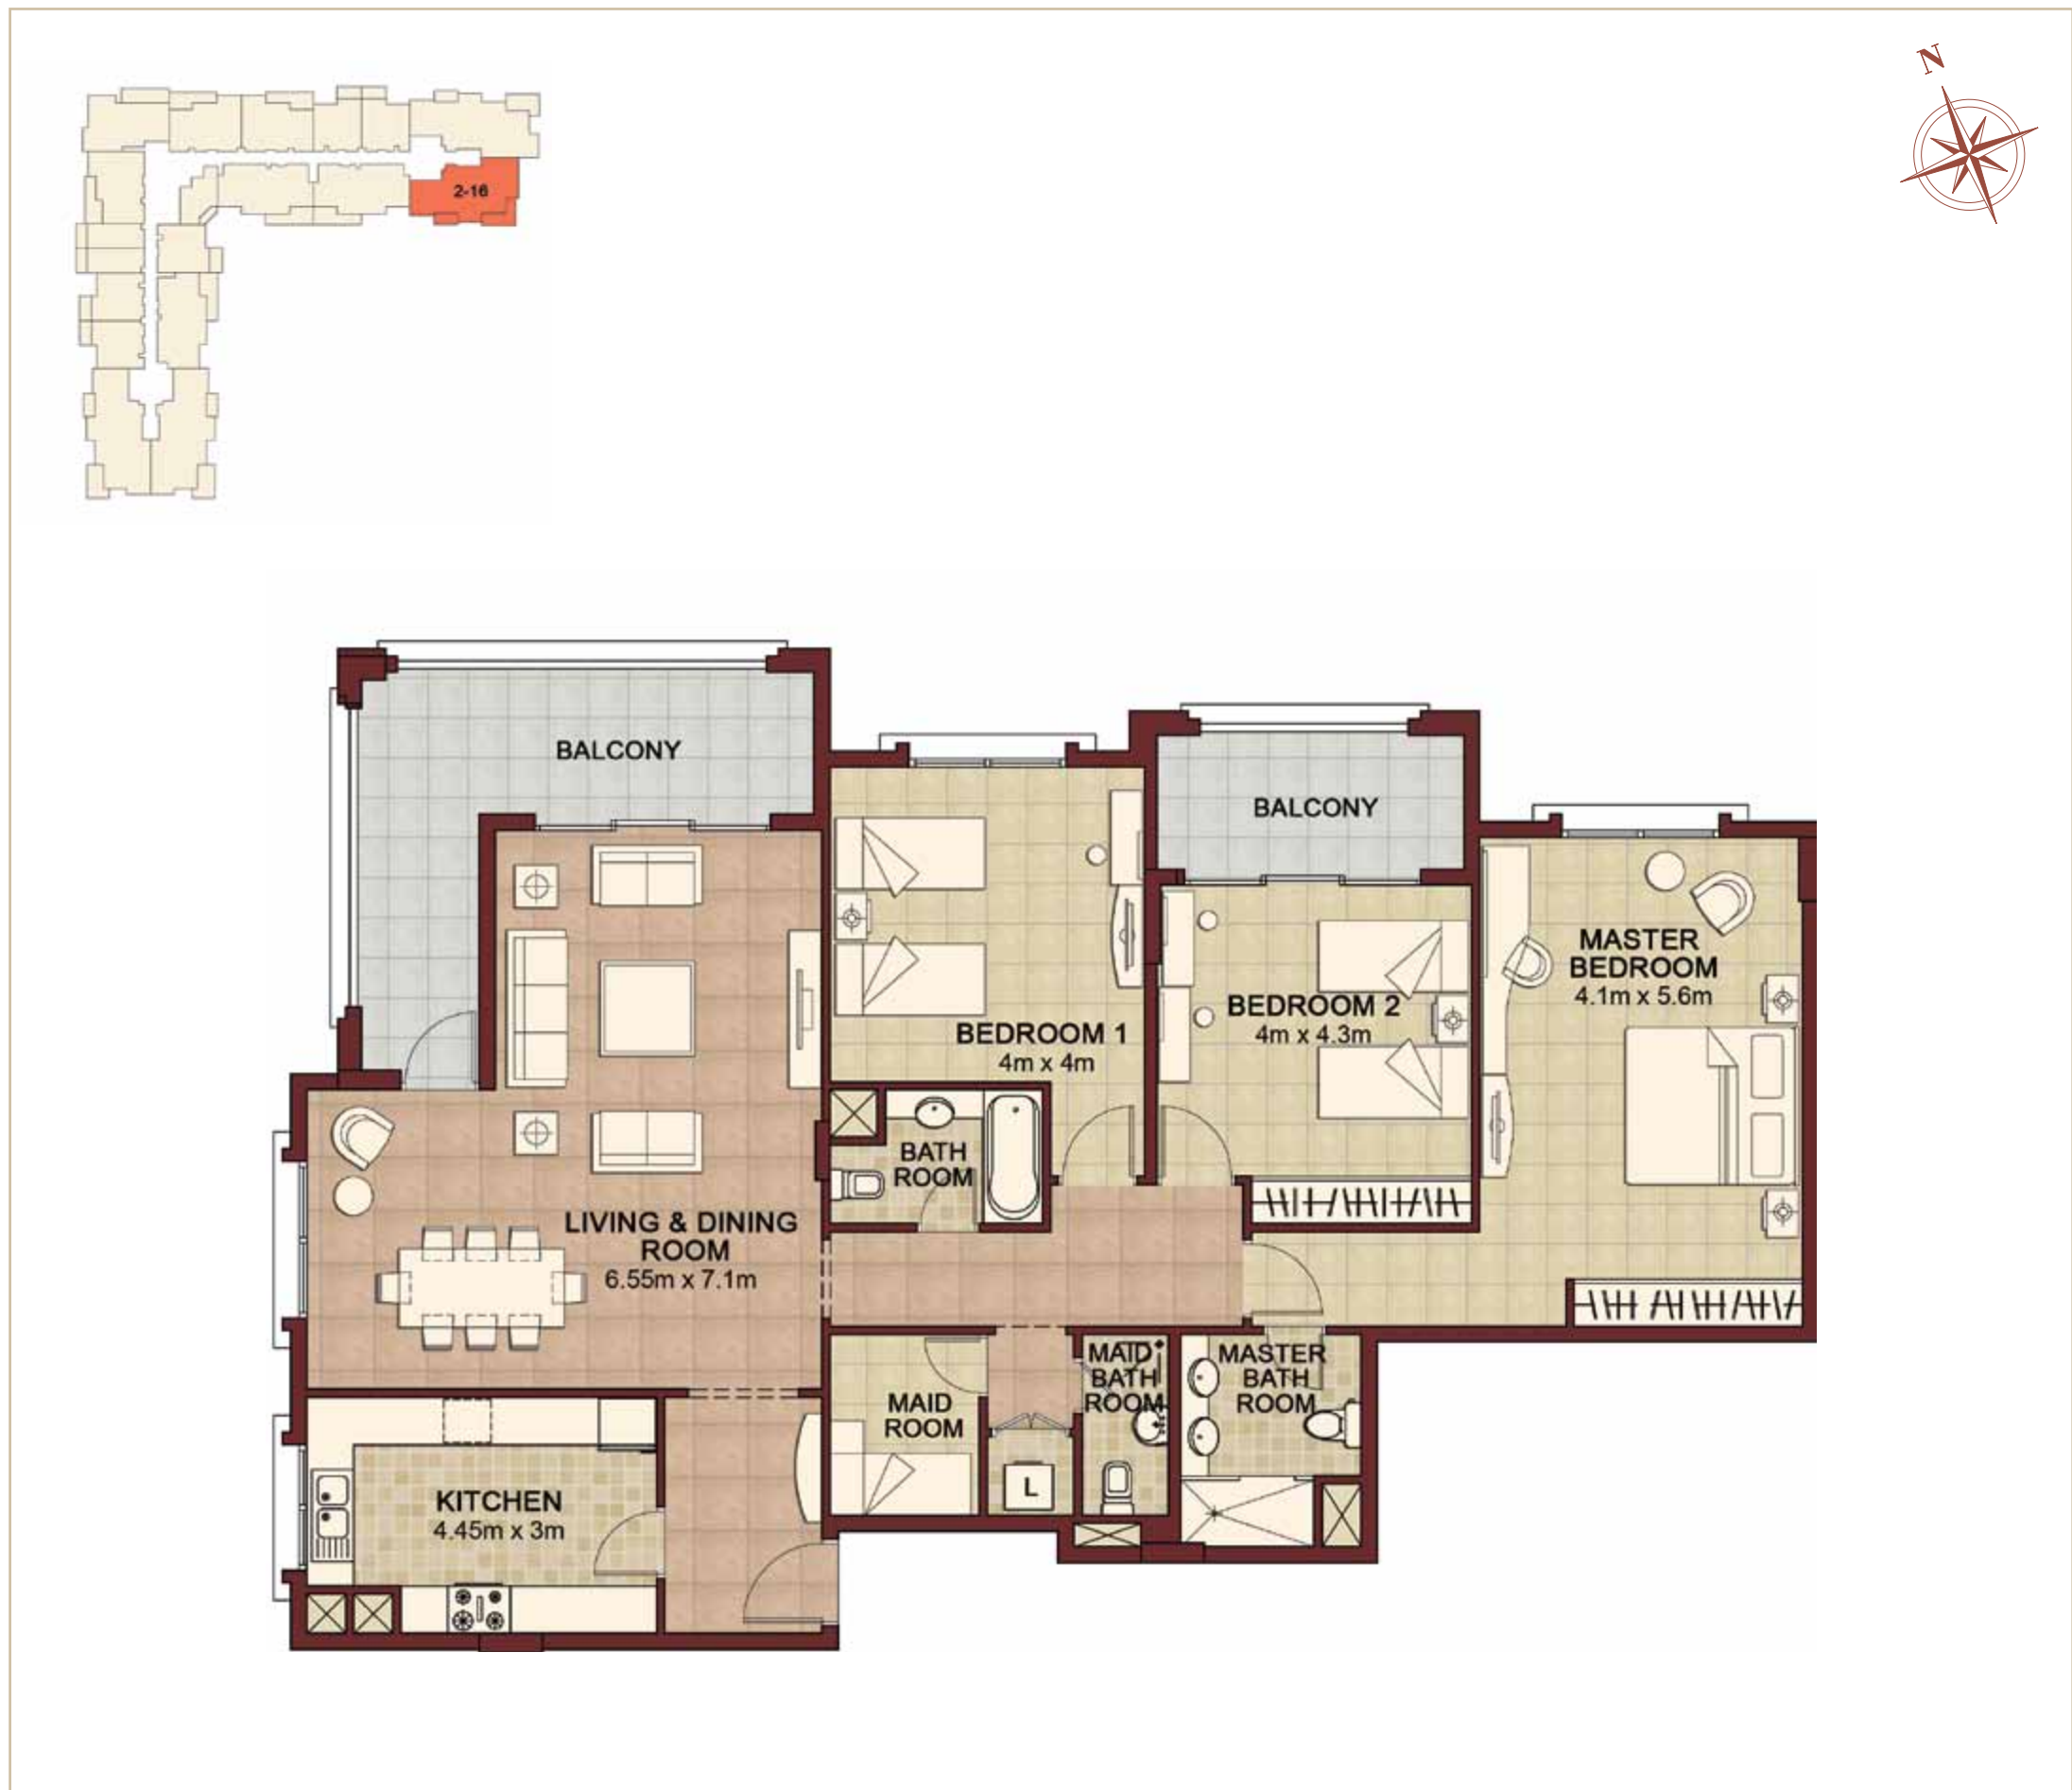 N
2-16
BALCONY
BALCONY
MASTER
BEDROOM
4.1m x 5.6m
BEDROOM 2
4m x 4.3m
BEDROOM 1
4m x 4m
BATH
ROOM
LIVING & DINING
ROOM
6.55m x 7.1m
MAID
BATH
ROOM
MASTER
BATH
ROOM
MAID
ROOM
L
KITCHEN
4.45m x 3m